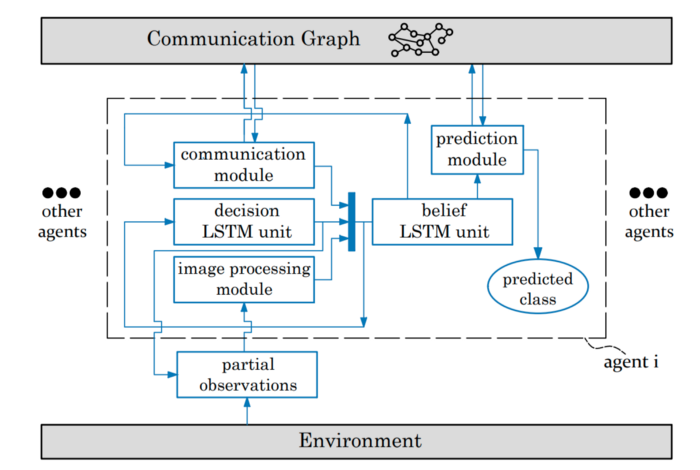 Communication Graph
communication
module
prediction
module
other
agents
decision
LSTM unit
belief
LSTM unit
other
agents
image processing
module
predicted
class
partial
observations
agent i
Environment